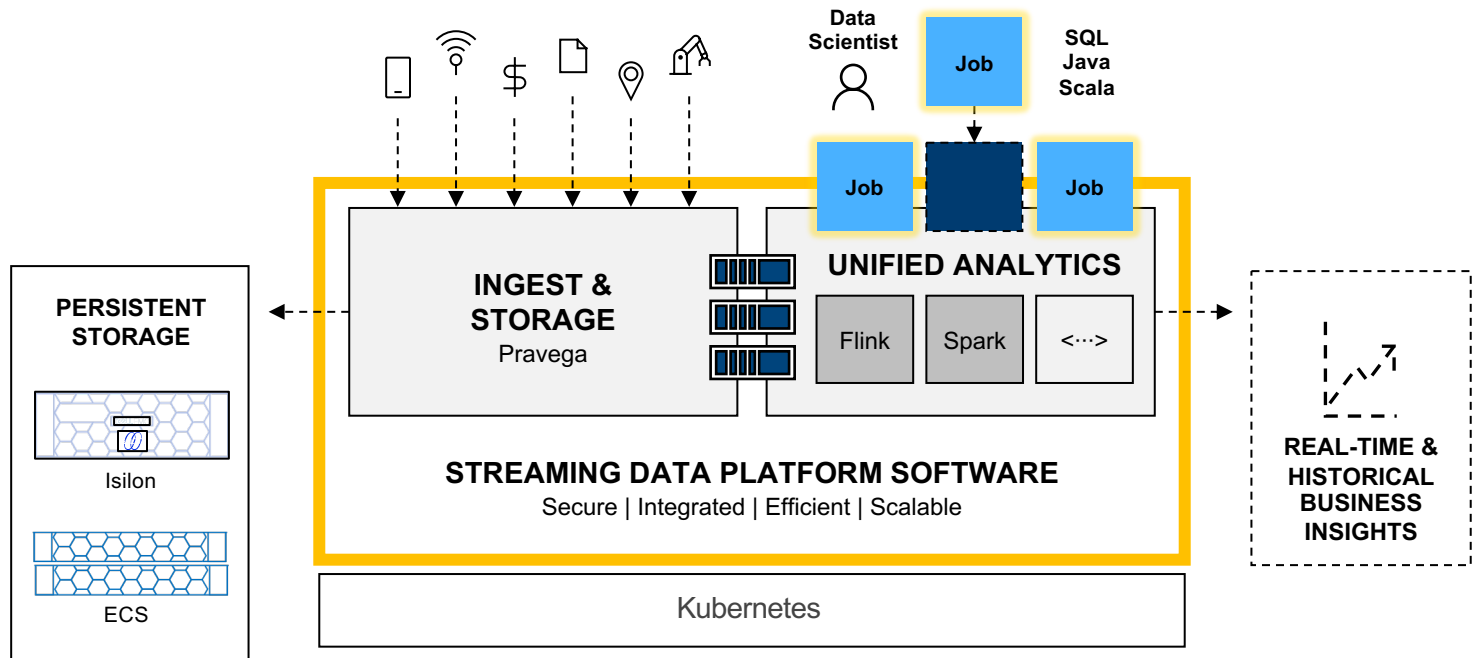 Data
Scientist
Job
SQL
Java
Scala
Job
Job
PERSISTENT
STORAGE
Isilon
ECS
INGEST &
STORAGE
Pravega
UNIFIED ANALYTICS
Flink
Spark
<···>
STREAMING DATA PLATFORM SOFTWARE
Secure | Integrated | Efficient | Scalable
Kubernetes
REAL-TIME &
HISTORICAL
BUSINESS
INSIGHTS